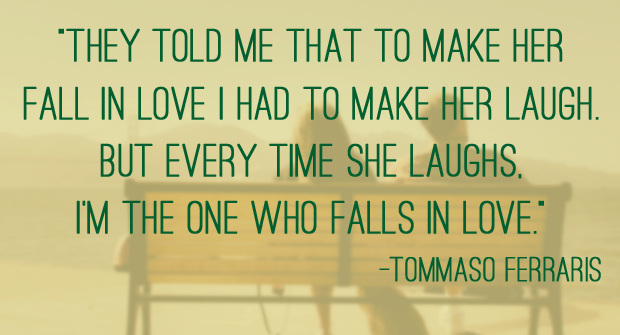 "THEY TOLD ME THAT TO MAKE HER
FALL IN LOVE I HAD TO MAKE HER LAUGH.
BUT EVERY TIME SHE LAUGHS,
I'M THE ONE WHO FALLS IN LOVE."
-TOMMASO FERRARIS